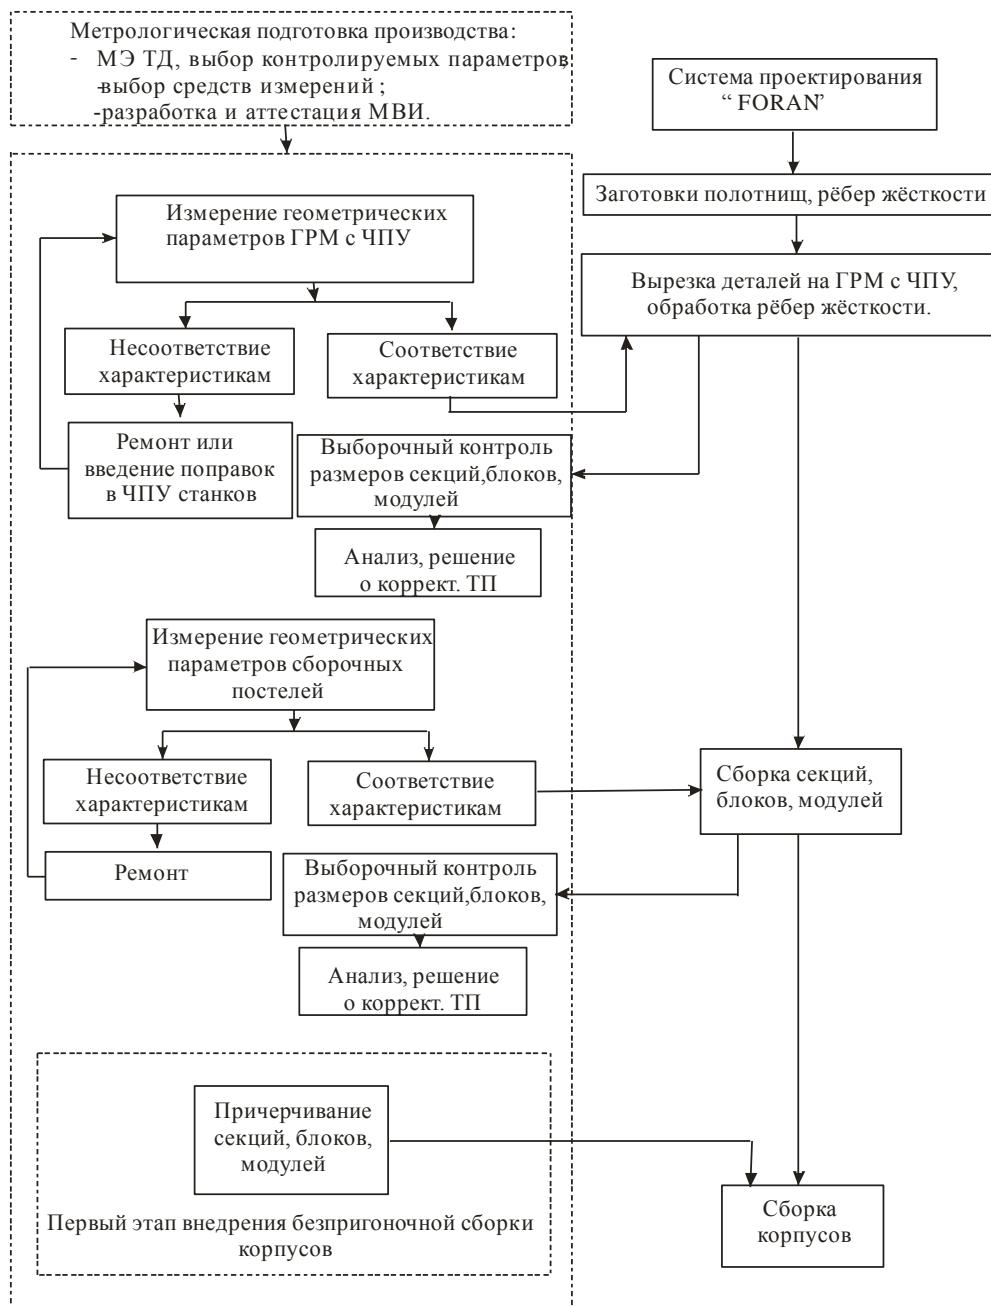 Метрологическая подготовка производства:
- МЭ ТД, выбор контролируемых параметров;
-выбор средств измерений;
-разработка и аттестация МВИ.
Система проектирования
“ FORAN”
Заготовки полотнищ, рёбер жёсткости
Измерение геометрических
параметров ГРМ с ЧПУ
Вырезка деталей на ГРМ с ЧПУ,
обработка рёбер жёсткости.
Несоответствие
характеристикам
Соответствие
характеристикам
Ремонт или
введение поправок
в ЧПУ станков
Выборочный контроль
размеров секций,блоков,
модулей
Анализ, решение
о коррект. ТП
Измерение геометрических
параметров сборочных
постелей
Несоответствие
характеристикам
Соответствие
характеристикам
Сборка секций,
блоков, модулей
Ремонт
Выборочный контроль
размеров секций,блоков,
модулей
Анализ, решение
о коррект. ТП
Причерчивание
секций, блоков,
модулей
Первый этап внедрения безпригоночной сборки
корпусов
Сборка
корпусов